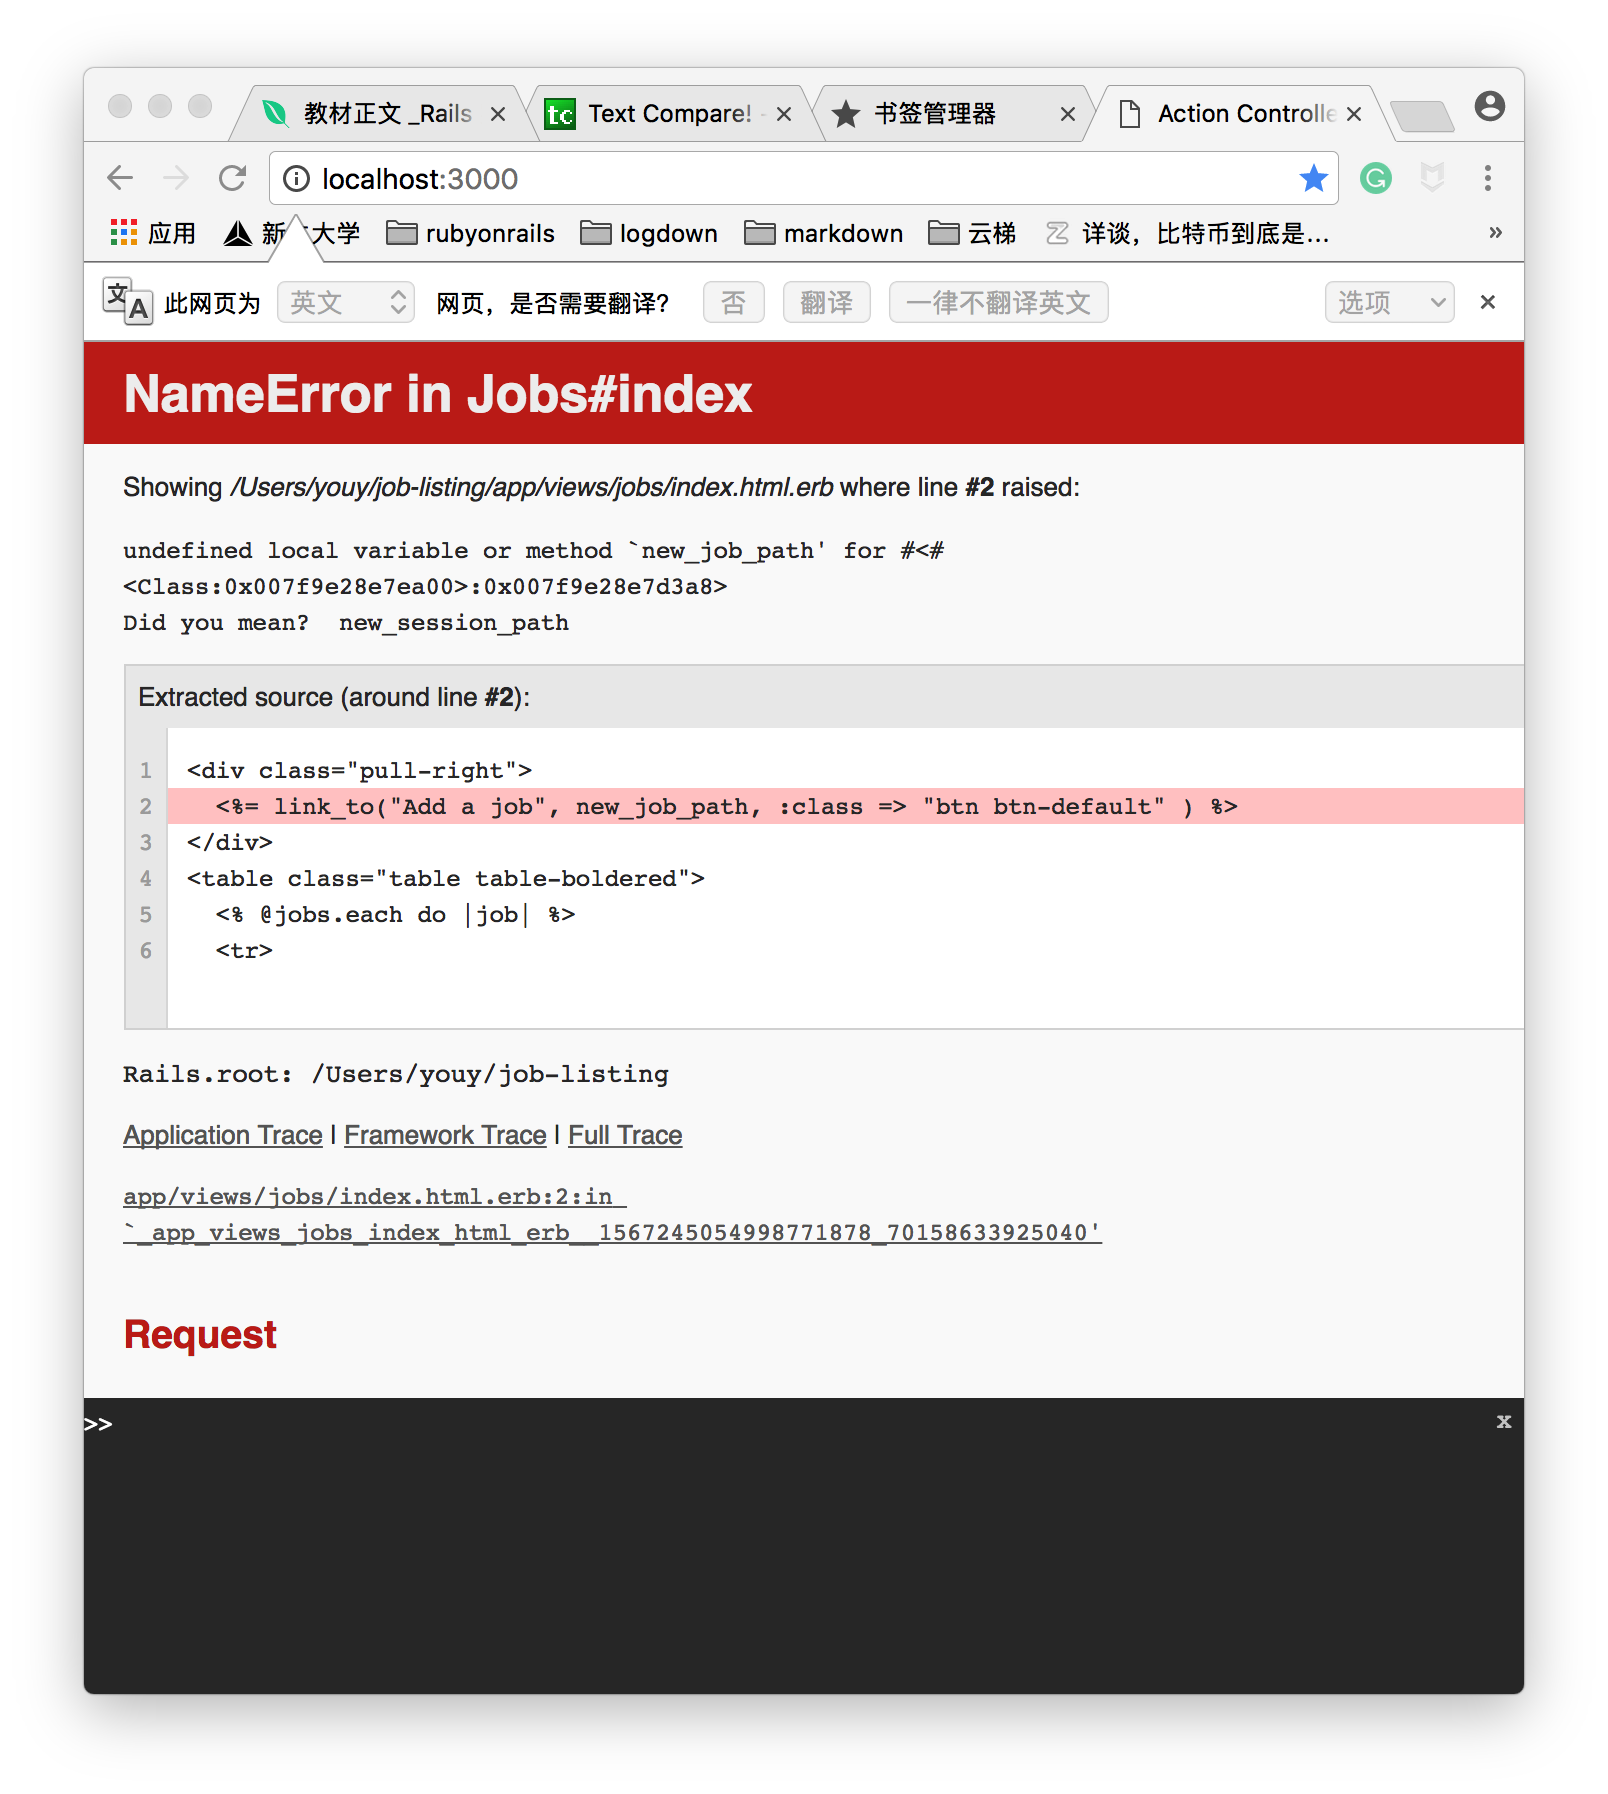 教材正文 _Rails
Text Compare! -
书签管理器
Action Controlle
localhost:3000
应用
大学
rubyonrails
logdown
markdown
云梯
详谈，比特币到底是…
»
此网页为
英文
网页，是否需要翻译？
否
翻译
一律不翻译英文
选项
NameError in Jobs#index
Showing /Users/youy/job-listing/app/views/jobs/index.html.erb where line #2 raised:
undefined local variable or method `new_job_path' for #<#
<Class:0x007f9e28e7ea00>:0x007f9e28e7d3a8>
Did you mean?  new_session_path
Extracted source (around line #2):
1 <div class="pull-right">
2   <%= link_to("Add a job", new_job_path, :class => "btn btn-default" ) %>
3 </div>
4 <table class="table table-boldered">
5   <% @jobs.each do |job| %>
6   <tr>
Rails.root: /Users/youy/job-listing
Application Trace | Framework Trace | Full Trace
app/views/jobs/index.html.erb:2:in
`_app_views_jobs_index_html_erb__1567245054998771878_70158633925040'
Request
>>
x